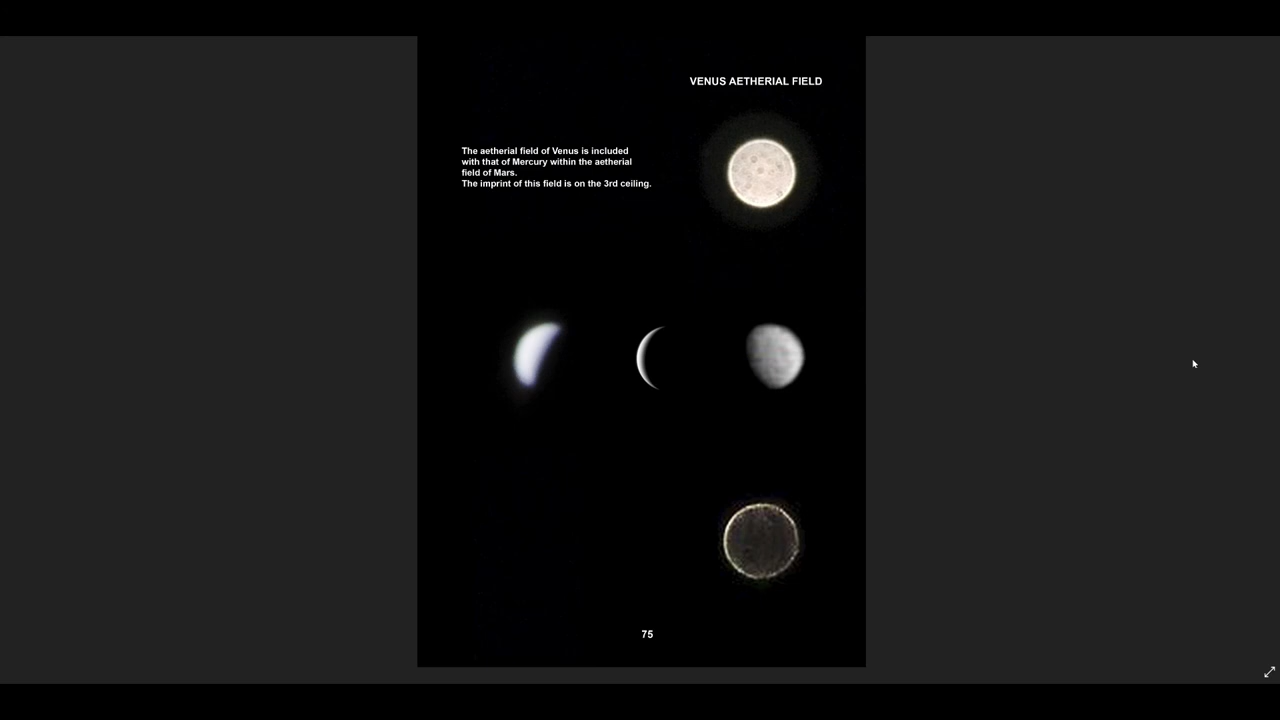 VENUS AETHERIAL FIELD
The aetherial field of Venus is included
with that of Mercury within the aetherial
field of Mars.
The imprint of this field is on the 3rd ceiling.
75